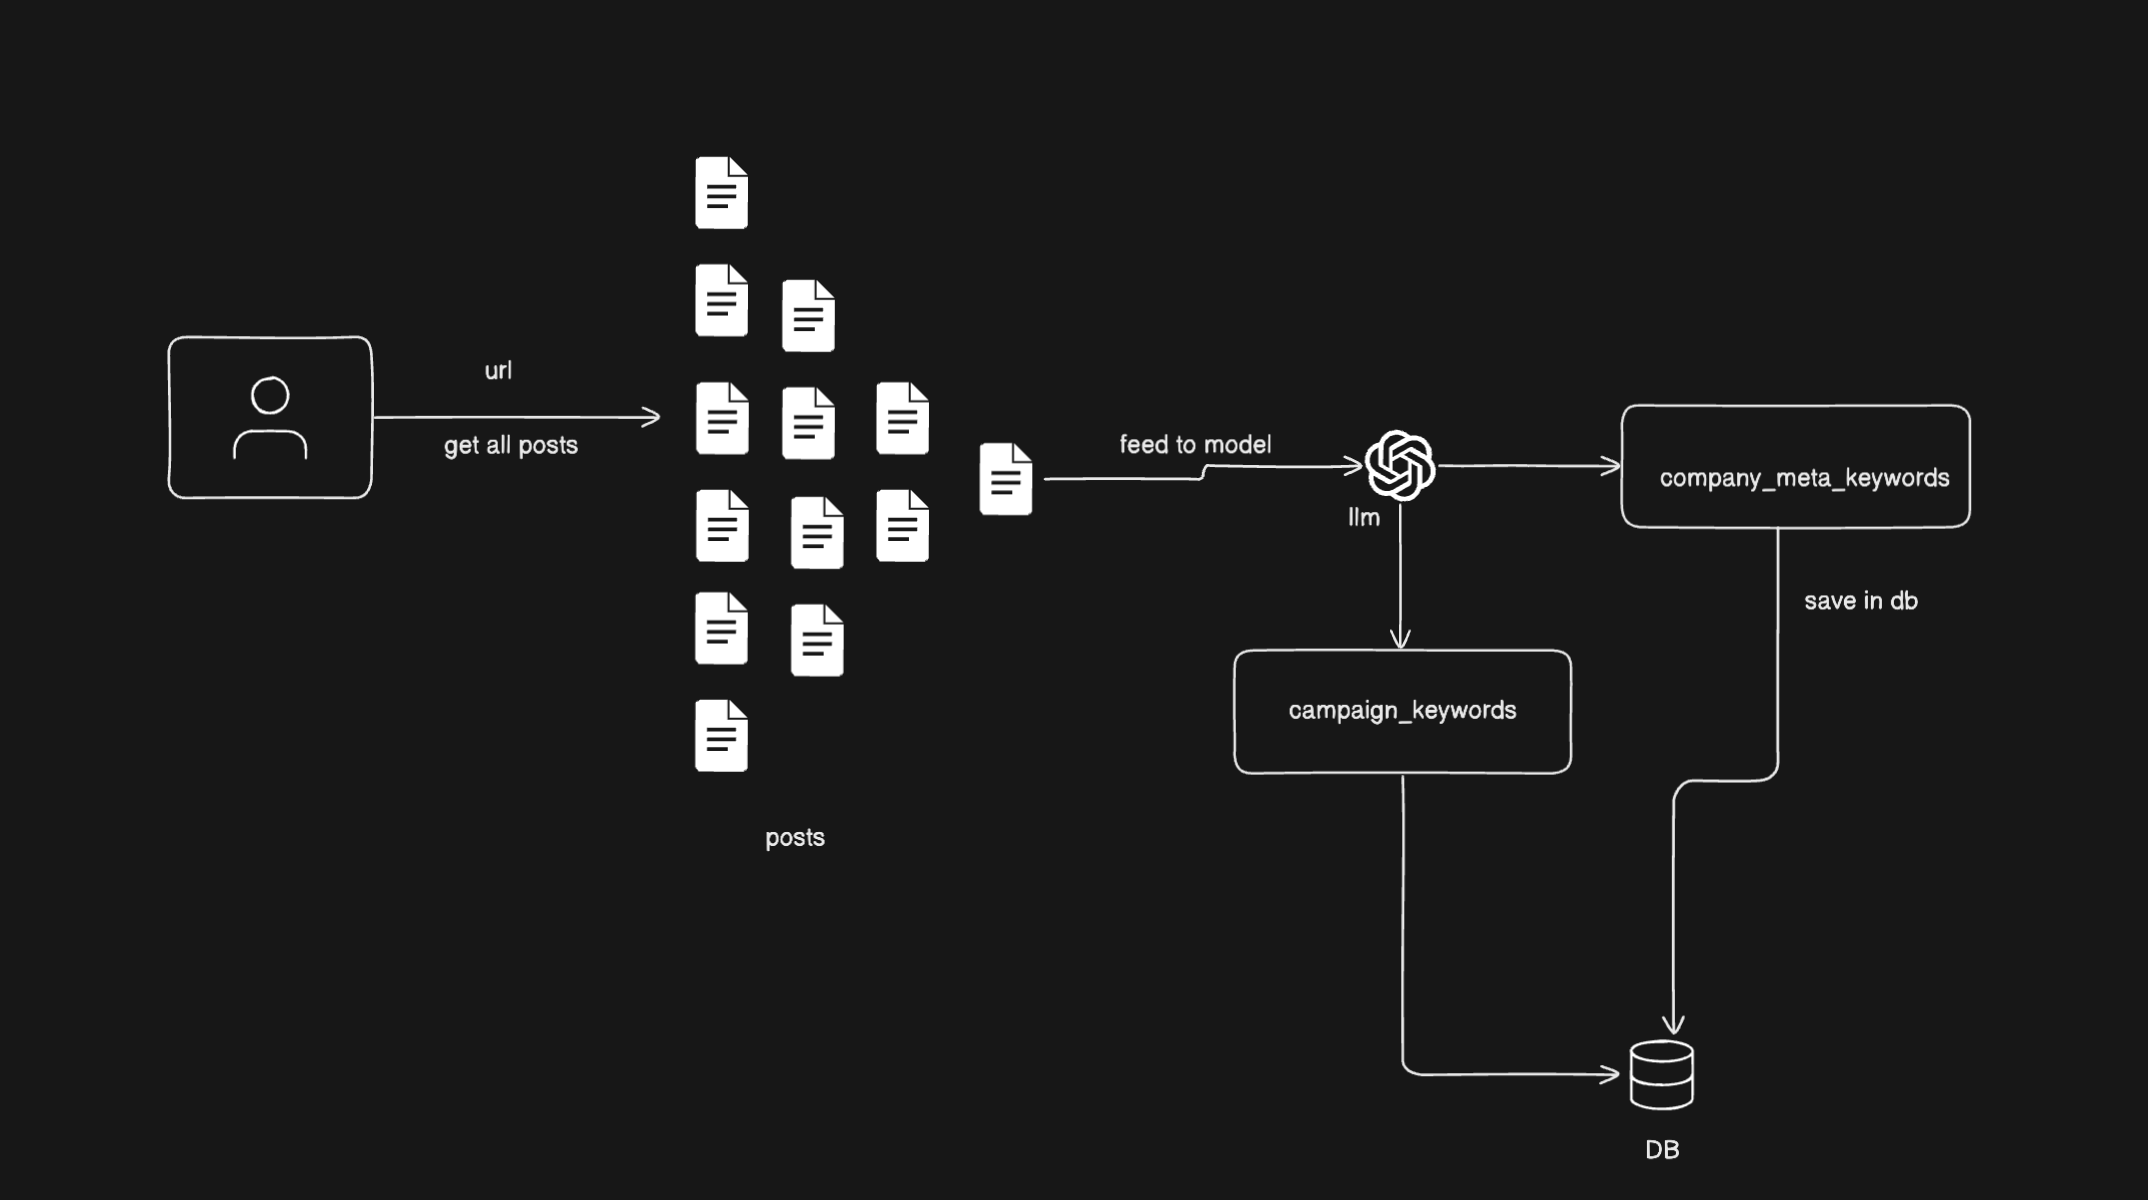 url
get all posts
posts
feed to model
llm
company_meta_keywords
campaign_keywords
save in db
DB